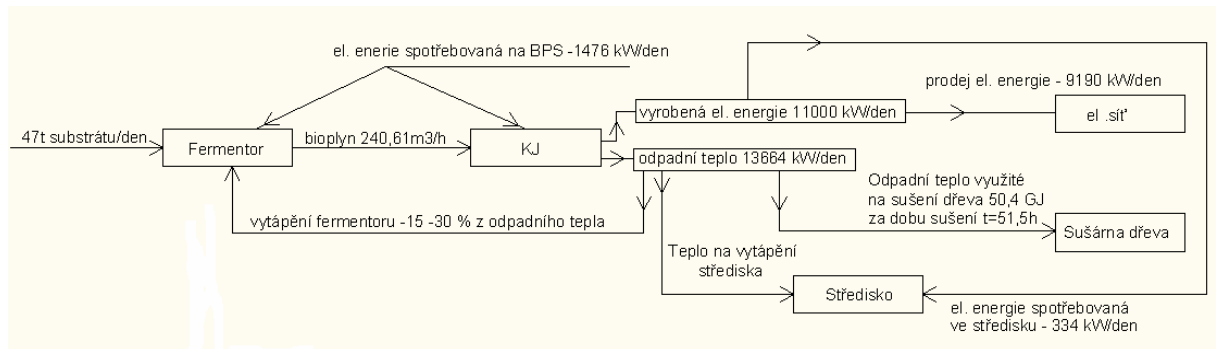 el. enerie spotřebovaná na BPS -1476 kW/den
prodej el. energie - 9190 kW/den
vyrobená el. energie 11000 kW/den
el .síť
47t substrátu/den
Fermentor
bioplyn 240,61m3/h
KJ
odpadní teplo 13664 kW/den
Odpadní teplo využité
na sušení dřeva 50,4 GJ
za dobu sušení t=51,5h
vytápění fermentoru -15 -30 % z odpadního tepla
Sušárna dřeva
Teplo na vytápění
střediska
Středisko
el. energie spotřebovaná
ve středisku - 334 kW/den